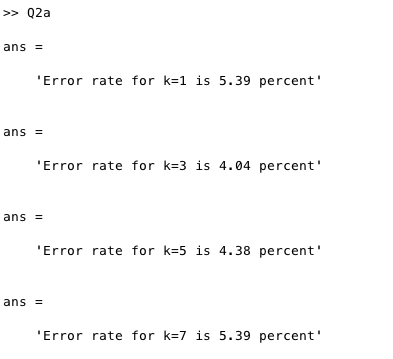 >> Q2a
ans =
'Error rate for k=1 is 5.39 percent'
ans =
'Error rate for k=3 is 4.04 percent'
ans =
'Error rate for k=5 is 4.38 percent'
ans =
'Error rate for k=7 is 5.39 percent'